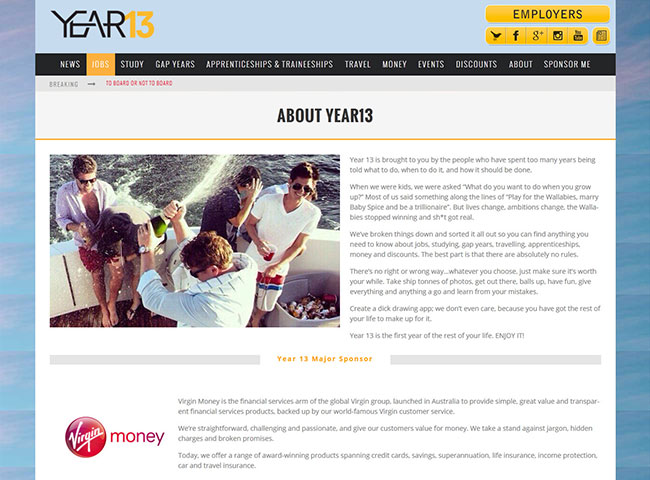 YEAR13
EMPLOYERS
NEWS JOBS STUDY GAP YEARS APPRENTICESHIPS & TRAINEESHIPS TRAVEL MONEY EVENTS DISCOUNTS ABOUT SPONSOR ME
BREAKING TO BOARD OR NOT TO BOARD
ABOUT YEAR13
Year 13 is brought to you by the people who have spent too many years being
told what to do, when to do it, and how it should be done.
When we were kids, we were asked "What do you want to do when you grow
up?" Most of us said something along the lines of "Play for the Wallabies, marry
Baby Spice and be a trillionaire". But lives change, ambitions change, the Walla-
bies stopped winning and sh*t got real.
We've broken things down and sorted it all out so you can find anything you
need to know about jobs, studying, gap years, travelling, apprenticeships,
money and discounts. The best part is that there are absolutely no rules.
There's no right or wrong way...whatever you choose, just make sure it's worth
your while. Take ship tonnes of photos, get out there, balls up, have fun, give
everything and anything a go and learn from your mistakes.
Create a dick drawing app; we don't even care, because you have got the rest of
your life to make up for it.
Year 13 is the first year of the rest of your life. ENJOY IT!
Year 13 Major Sponsor
Virgin money
Virgin Money is the financial services arm of the global Virgin group, launched in Australia to provide simple, great value and transpar-
ent financial services products, backed up by our world-famous Virgin customer service.
We're straightforward, challenging and passionate, and give our customers value for money. We take a stand against jargon, hidden
charges and broken promises.
Today, we offer a range of award-winning products spanning credit cards, savings, superannuation, life insurance, income protection,
car and travel insurance.